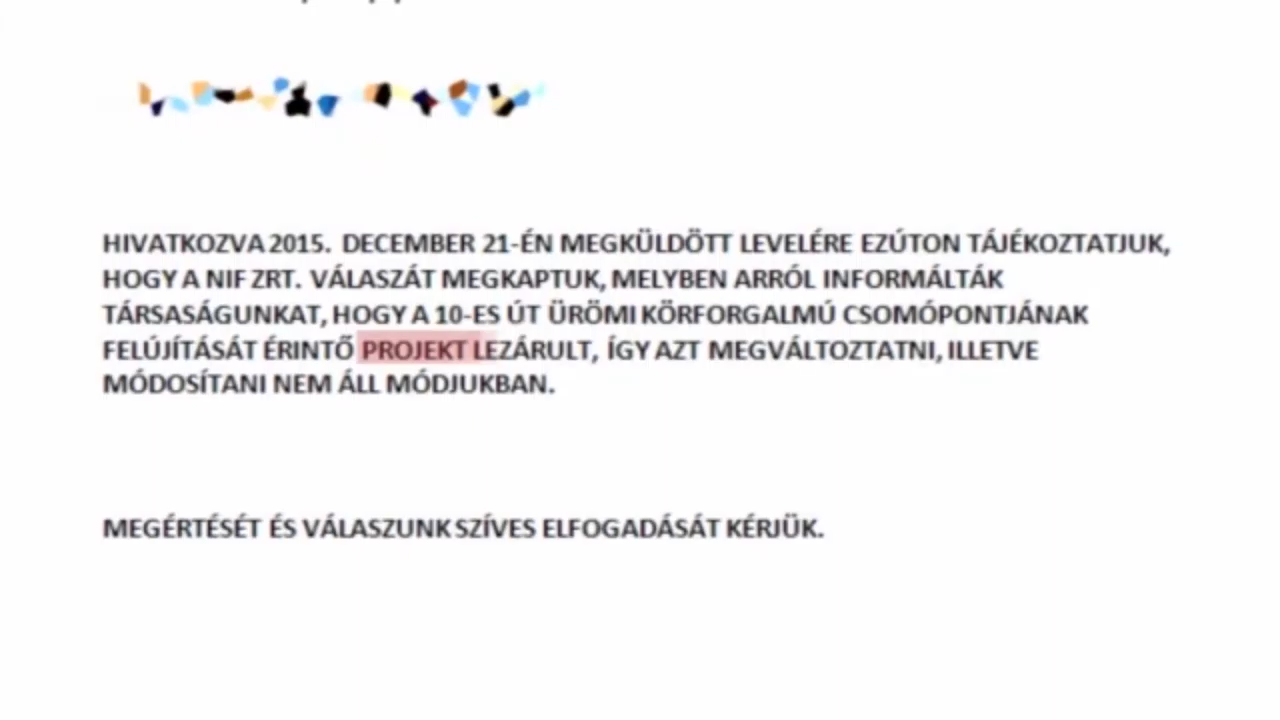 HIVATKOZVA 2015. DECEMBER 21-ÉN MEGKÜLDÖTT LEVELÉRE EZÚTON TÁJÉKOZTATJUK,
HOGY A NIF ZRT. VÁLASZÁT MEGKAPTUK, MELYBEN ARRÓL INFORMÁLTÁK
TÁRSASÁGUNKAT, HOGY A 10-ES ÚT ÜRÖMI KÖRFORGALMÚ CSOMÓPONTJÁNAK
FELÚJÍTÁSÁT ÉRINTŐ PROJEKT LEZÁRULT, ÍGY AZT MEGVÁLTOZTATNI, ILLETVE
MÓDOSÍTANI NEM ÁLL MÓDJUKBAN.
MEGÉRTÉSÉT ÉS VÁLASZUNK SZÍVES ELFOGADÁSÁT KÉRJÜK.